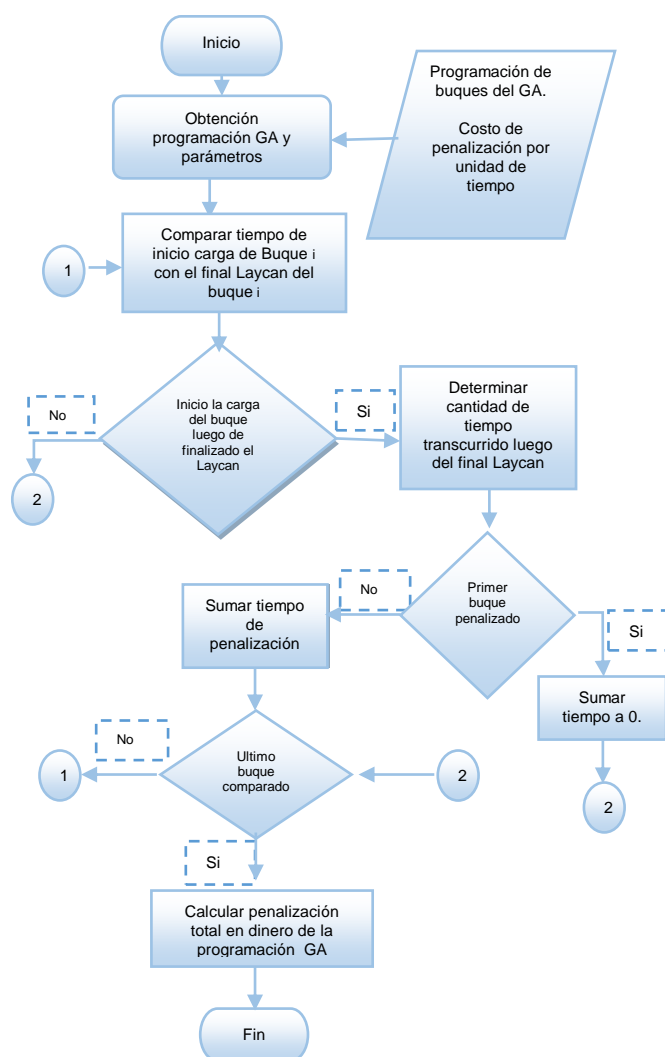 Inicio
Programación de
buques del GA.
Costo de
penalización por
unidad de
tiempo
Obtención
programación GA y
parámetros
Comparar tiempo de
inicio carga de Buque i
con el final Laycan del
buque i
1
No
Inicio la carga
del buque
luego de
finalizado el
Laycan
Si
Determinar
cantidad de
tiempo
transcurrido luego
del final Laycan
2
No
Primer
buque
penalizado
Si
Sumar tiempo
de
penalización
Sumar
tiempo a 0.
No
1
Ultimo
buque
comparado
2
2
Si
Calcular penalización
total en dinero de la
programación GA
Fin